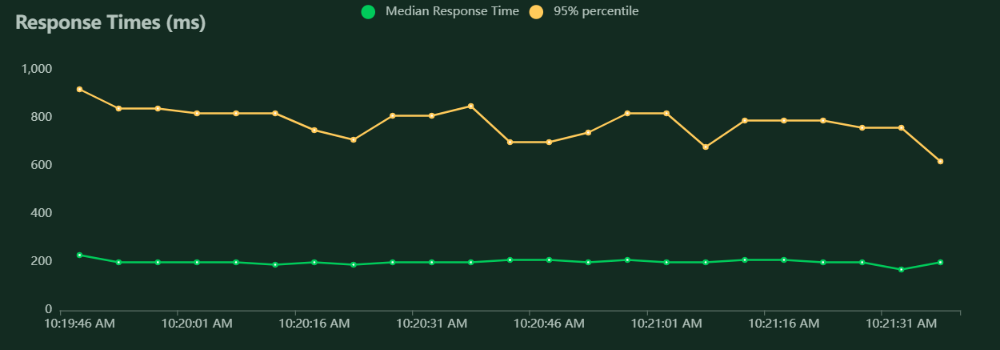 Response Times (ms)
Median Response Time 95% percentile
1,000
800
600
400
200
0
10:19:46 AM 10:20:01 AM 10:20:16 AM 10:20:31 AM 10:20:46 AM 10:21:01 AM 10:21:16 AM 10:21:31 AM